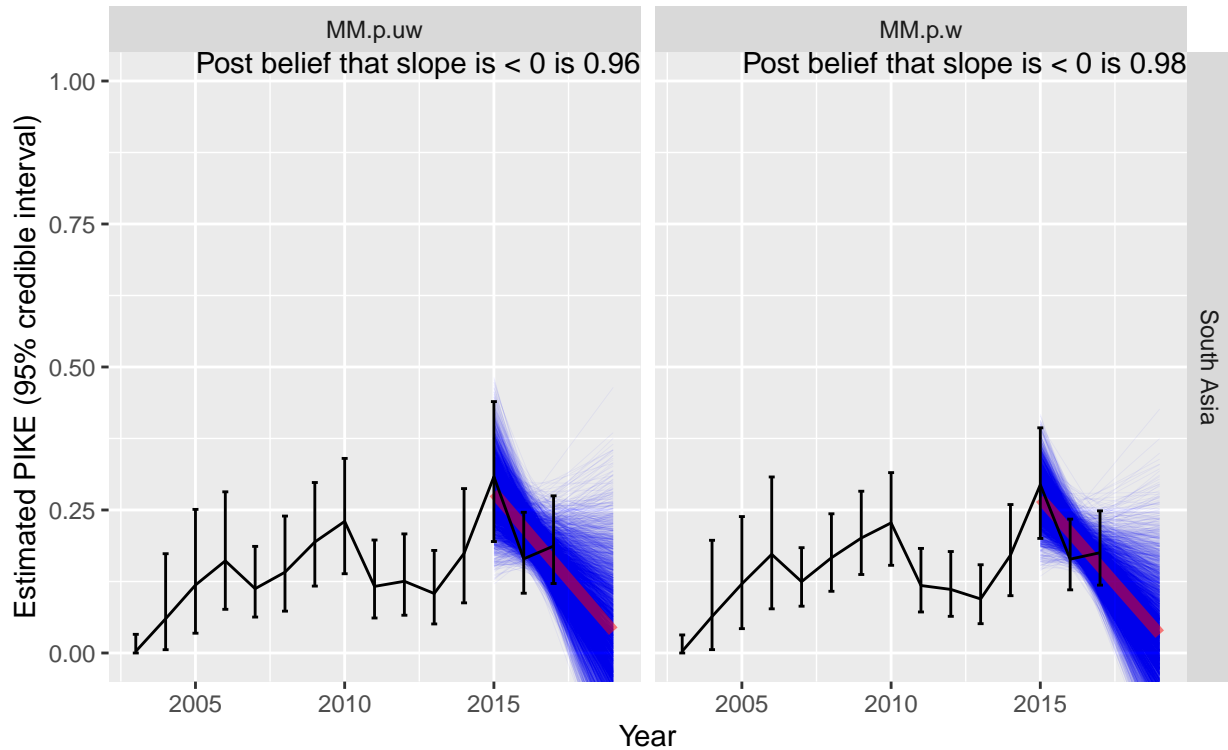 MM.p.uw
MM.p.w
Post belief that slope is < 0 is 0.96
Post belief that slope is < 0 is 0.98
Estimated PIKE (95% credible interval)
1.00
0.75
0.50
0.25
0.00
South Asia
2005
2010
2015
2005
2010
2015
Year